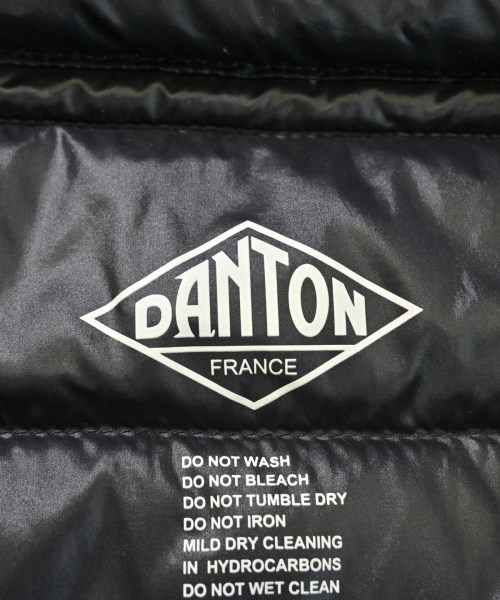 DANTON
FRANCE
DO NOT WASH
DO NOT BLEACH
DO NOT TUMBLE DRY
DO NOT IRON
MILD DRY CLEANING
IN HYDROCARBONS
DO NOT WET CLEAN